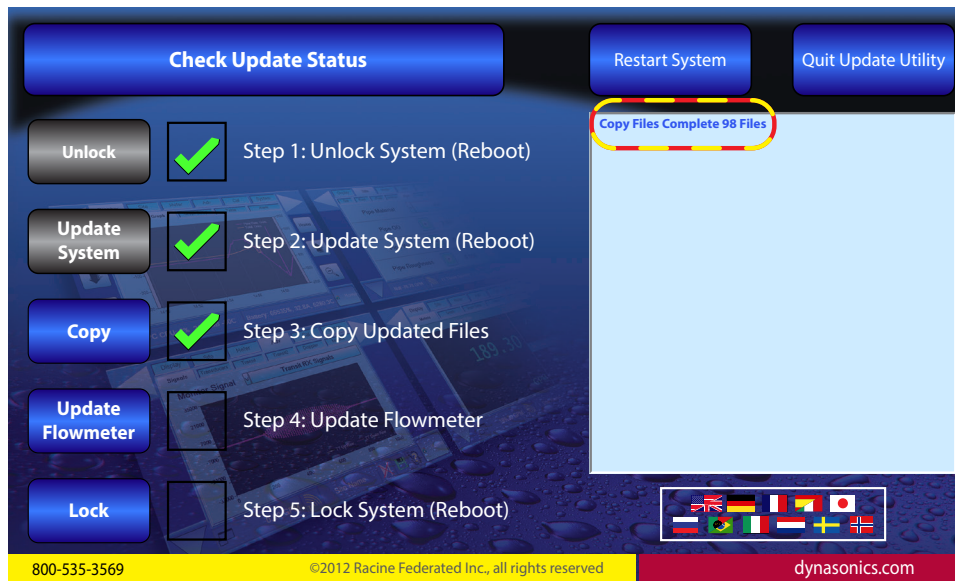 Check Update Status
Restart System
Quit Update Utility
Copy Files Complete 98 Files
Unlock
Step 1: Unlock System (Reboot)
Update
System
Step 2: Update System (Reboot)
Copy
Step 3: Copy Updated Files
Update
Flowmeter
Step 4: Update Flowmeter
Lock
Step 5: Lock System (Reboot)
189.30
800-535-3569
©2012 Racine Federated Inc., all rights reserved
dynasonics.com